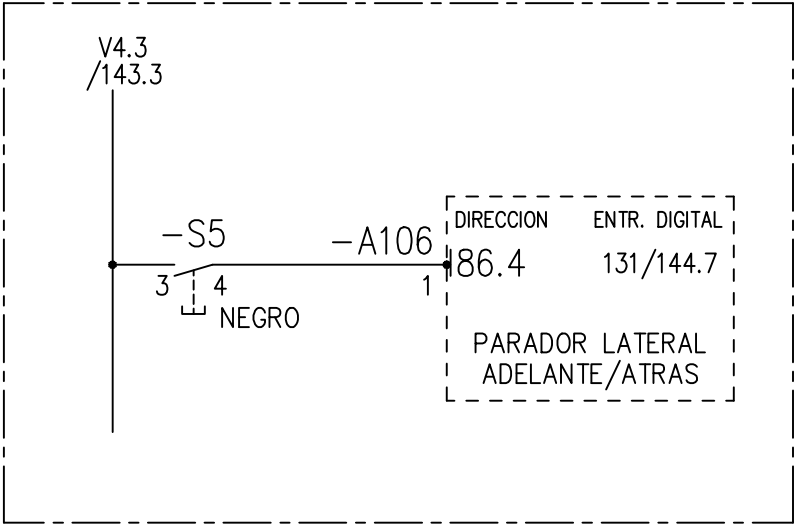 V4.3
/143.3
-S5
-A106
DIRECCION ENTR. DIGITAL
3 4
1
I86.4 131/144.7
NEGRO
PARADOR LATERAL
ADELANTE/ATRAS